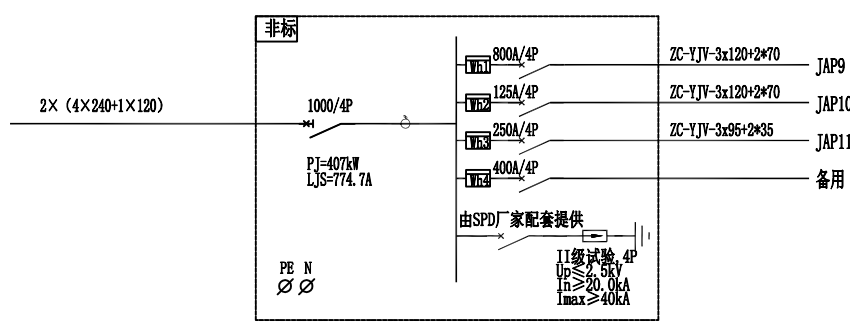 非标
2×（4×240+1×120）
1000/4P
PJ=407kW
LJS=774.7A
Wh1 800A/4P ZC-YJV-3x120+2*70 JAP9
Wh2 125A/4P ZC-YJV-3x120+2*70 JAP10
Wh3 250A/4P ZC-YJV-3x95+2*35 JAP11
Wh4 400A/4P 备用
由SPD厂家配套提供
II级试验,4P
Up≤2.5kV
In≥20.0kA
Imax≥40kA
PE N